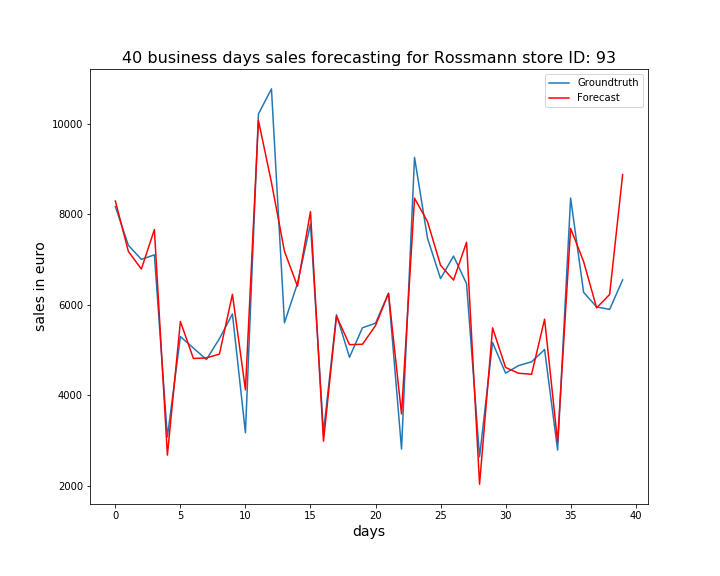 40 business days sales forecasting for Rossmann store ID: 93
Groundtruth
Forecast
10000
8000
6000
4000
2000
sales in euro
0 5 10 15 20 25 30 35 40
days